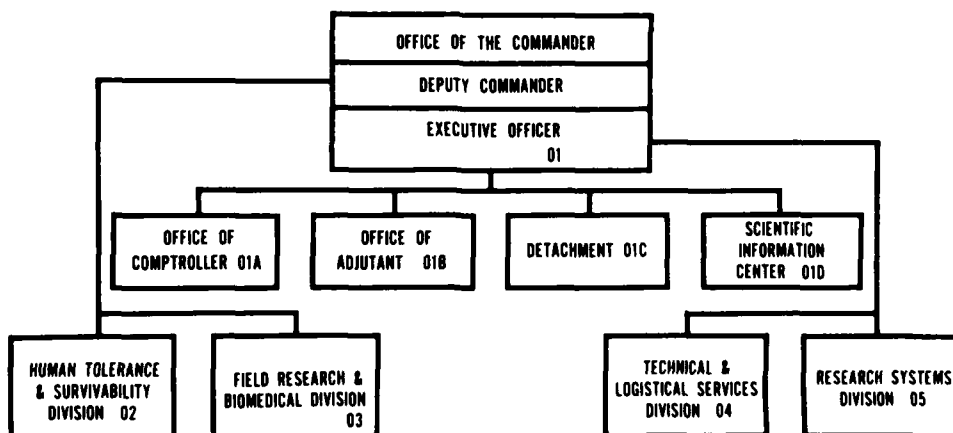 OFFICE OF THE COMMANDER
DEPUTY COMMANDER
EXECUTIVE OFFICER
01
OFFICE OF
COMPTROLLER 01A
OFFICE OF
ADJUTANT 01B
DETACHMENT 01C
SCIENTIFIC
INFORMATION
CENTER 01D
HUMAN TOLERANCE
& SURVIVABILITY
DIVISION 02
FIELD RESEARCH &
BIOMEDICAL DIVISION
03
TECHNICAL &
LOGISTICAL SERVICES
DIVISION 04
RESEARCH SYSTEMS
DIVISION 05